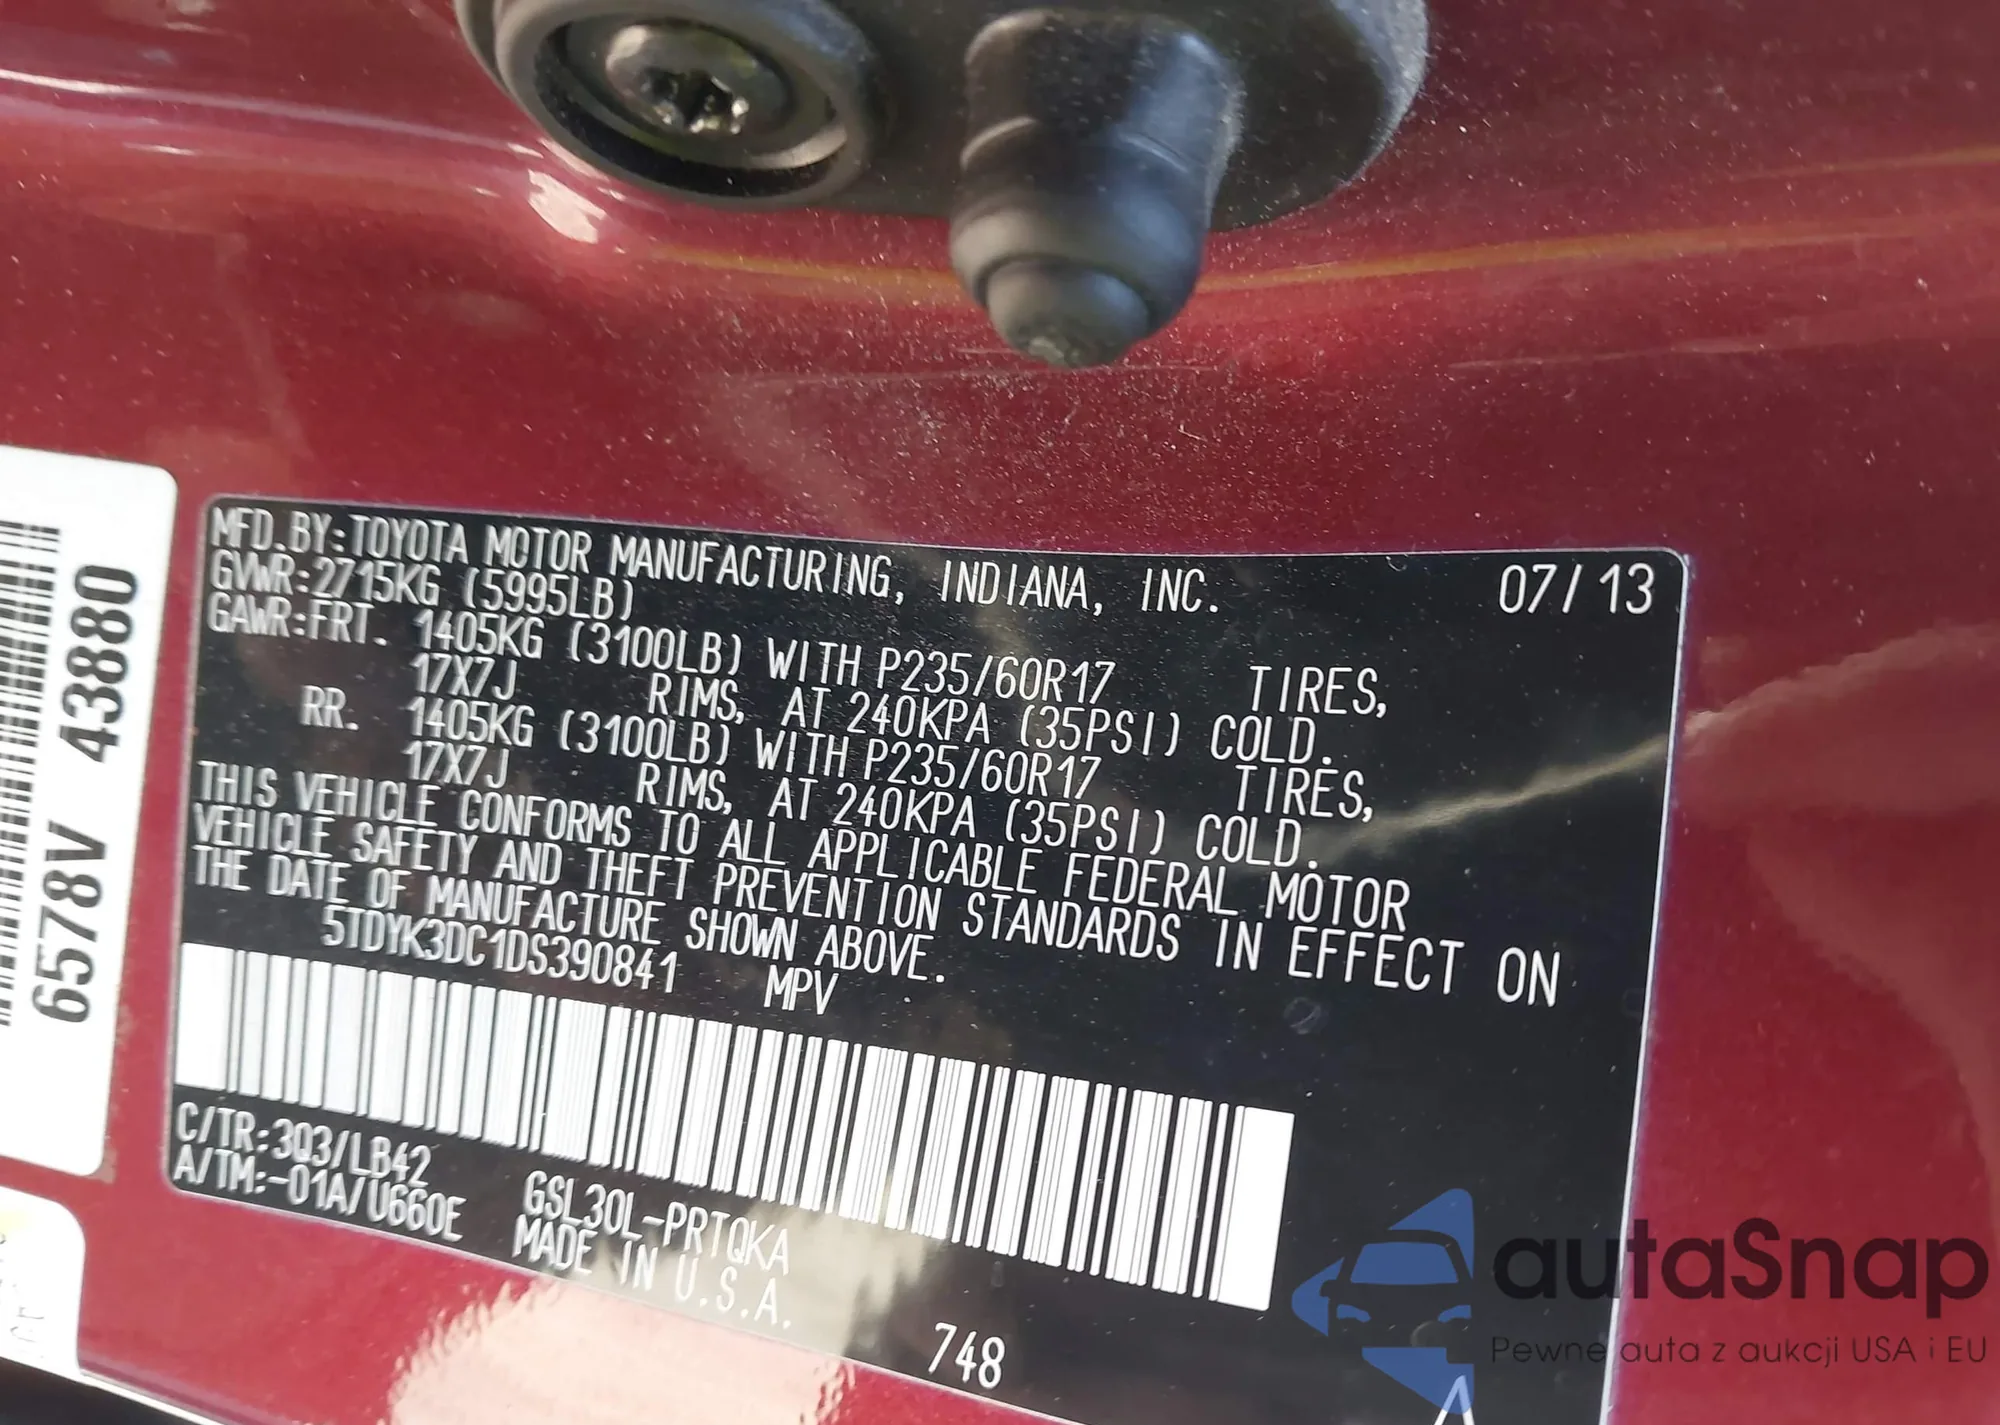 MFD. BY:TOYOTA MOTOR MANUFACTURING, INDIANA, INC. 07/13
GVWR:2715KG (5995LB)
GAWR:FRT. 1405KG (3100LB) WITH P235/60R17 TIRES,
17X7J RIMS, AT 240KPA (35PSI) COLD.
RR. 1405KG (3100LB) WITH P235/60R17 TIRES,
17X7J RIMS, AT 240KPA (35PSI) COLD.
THIS VEHICLE CONFORMS TO ALL APPLICABLE FEDERAL MOTOR
VEHICLE SAFETY AND THEFT PREVENTION STANDARDS IN EFFECT ON
THE DATE OF MANUFACTURE SHOWN ABOVE.
5TDYK3DC1DS390841 MPV
C/TR:3Q3/LB42
A/TM:-01A/U660E
GSL30L-PRTQKA
MADE IN U.S.A.
748
A
6578V 43880
autaSnap
Pewne auta z aukcji USA i EU